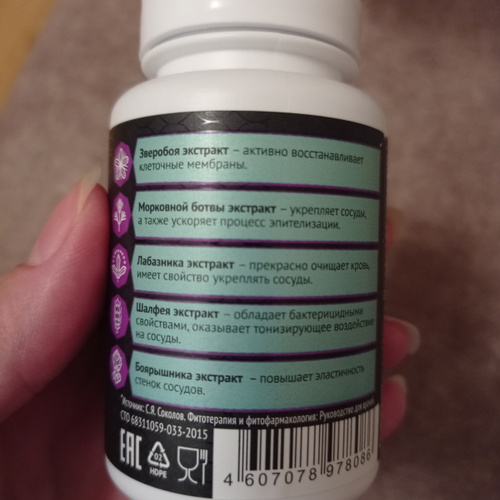 Зверобоя экстракт – активно восстанавливает
клеточные мембраны.
Морковной ботвы экстракт – укрепляет сосуды,
а также ускоряет процесс эпителизации.
Лабазника экстракт – прекрасно очищает кровь,
имеет свойство укреплять сосуды.
Шалфея экстракт – обладает бактерицидными
свойствами, оказывает тонизирующее воздействие
на сосуды.
Боярышника экстракт – повышает эластичность
стенок сосудов.
*Источник: С.Я. Соколов. Фитотерапия и фитофармакология: Руководство для врачей.
СТО 68311059-033-2015
EAC 02
HDPE
4 607078 978086